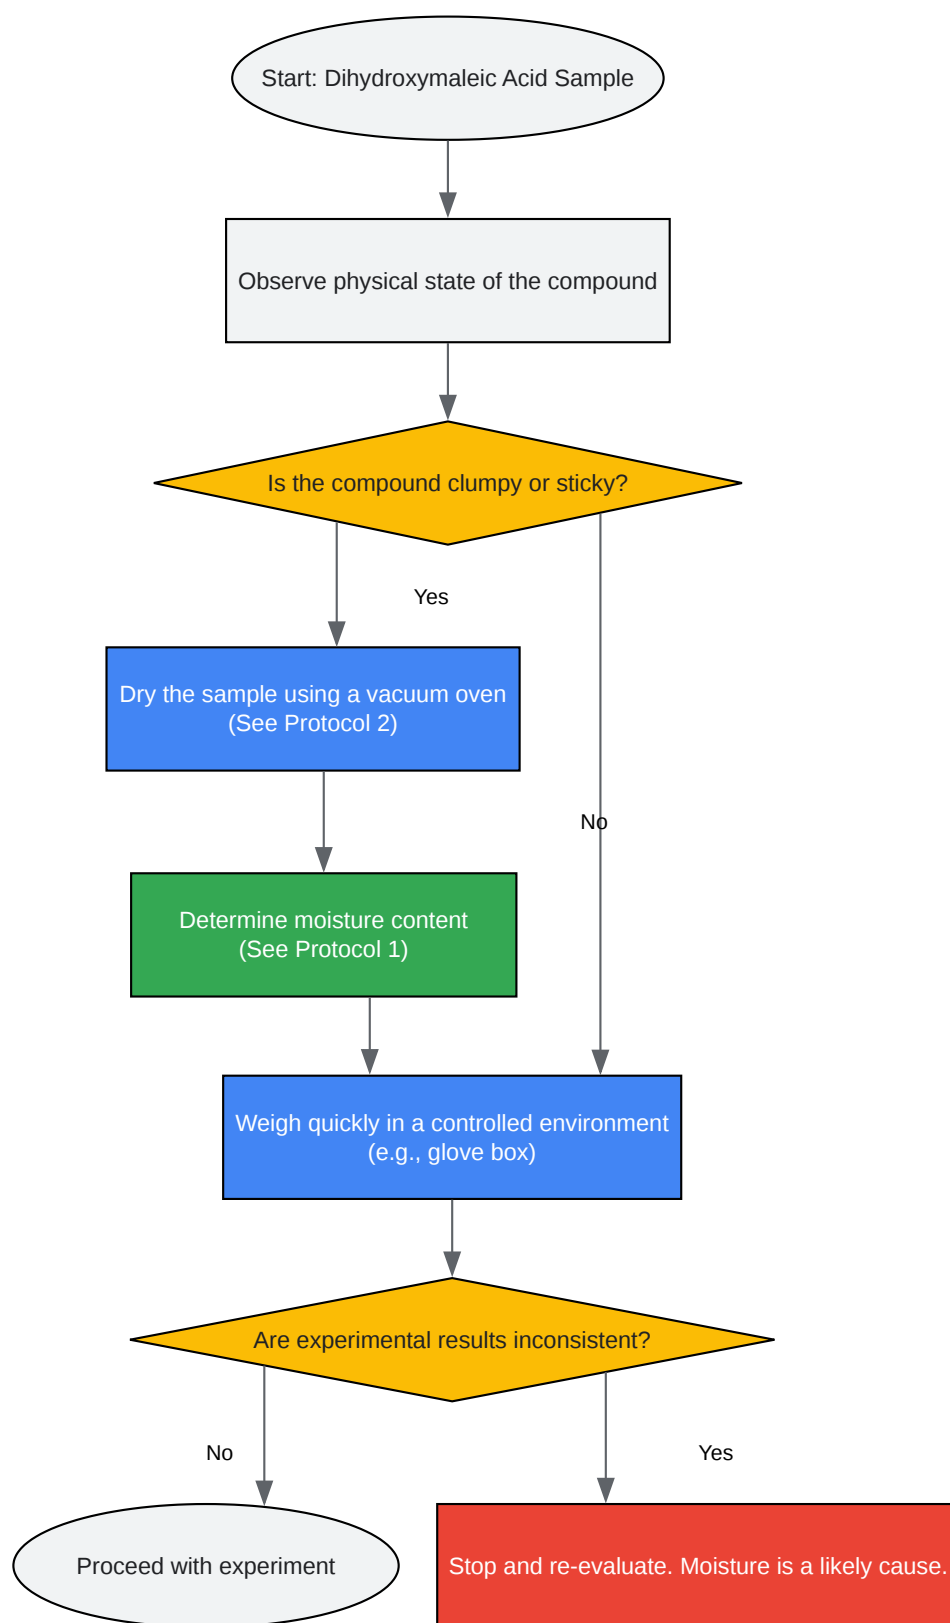 Start: Dihydroxymaleic Acid Sample
Observe physical state of the compound
Is the compound clumpy or sticky?
Yes
Dry the sample using a vacuum oven
(See Protocol 2)
No
Determine moisture content
(See Protocol 1)
Weigh quickly in a controlled environment
(e.g., glove box)
Are experimental results inconsistent?
No
Yes
Proceed with experiment
Stop and re-evaluate. Moisture is a likely cause.